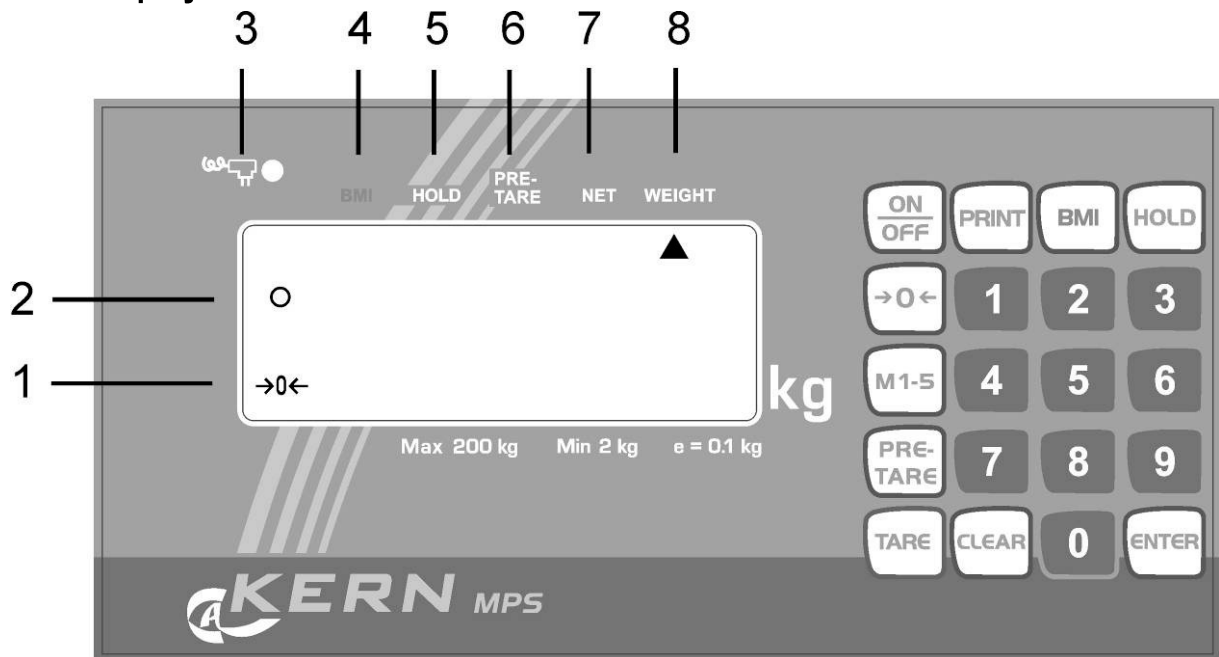 3 4 5 6 7 8
BMI HOLD PRE-TARE NET WEIGHT
2
1 →0← kg
Max 200 kg Min 2 kg e = 0.1 kg
ON OFF PRINT BMI HOLD
→0← 1 2 3
M1-5 4 5 6
PRE-TARE 7 8 9
TARE CLEAR 0 ENTER
KERN MPS